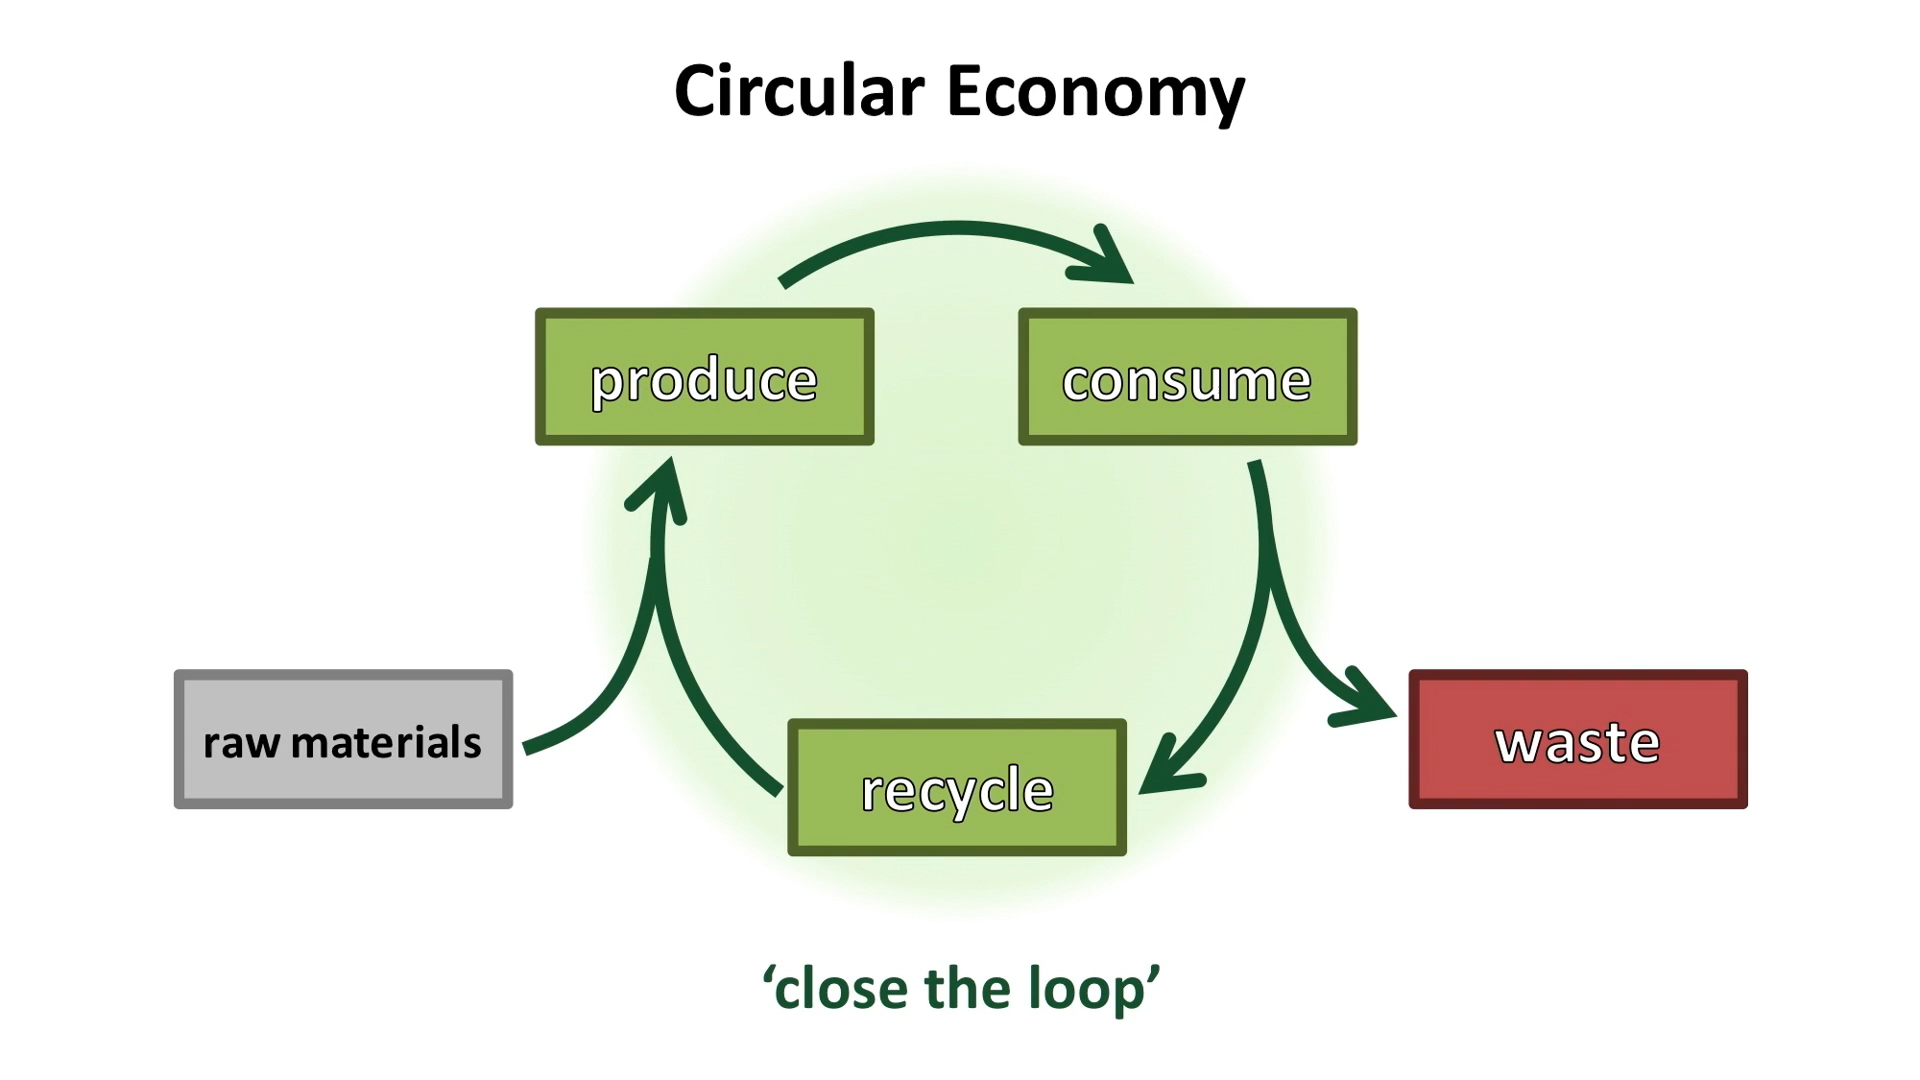 Circular Economy
produce
consume
raw materials
recycle
waste
‘close the loop’